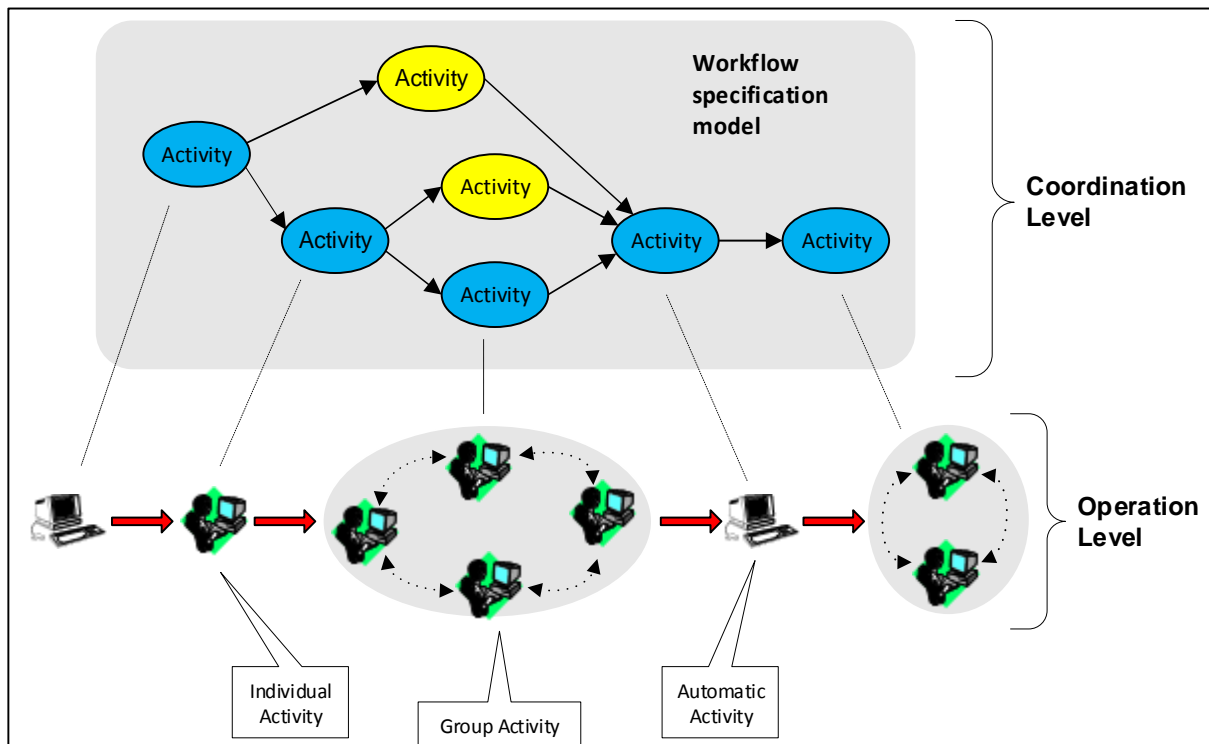 Activity
Workflow
specification
model
Activity
Activity
Activity
Activity
Activity
Activity
Coordination
Level
Operation
Level
Individual
Activity
Group Activity
Automatic
Activity